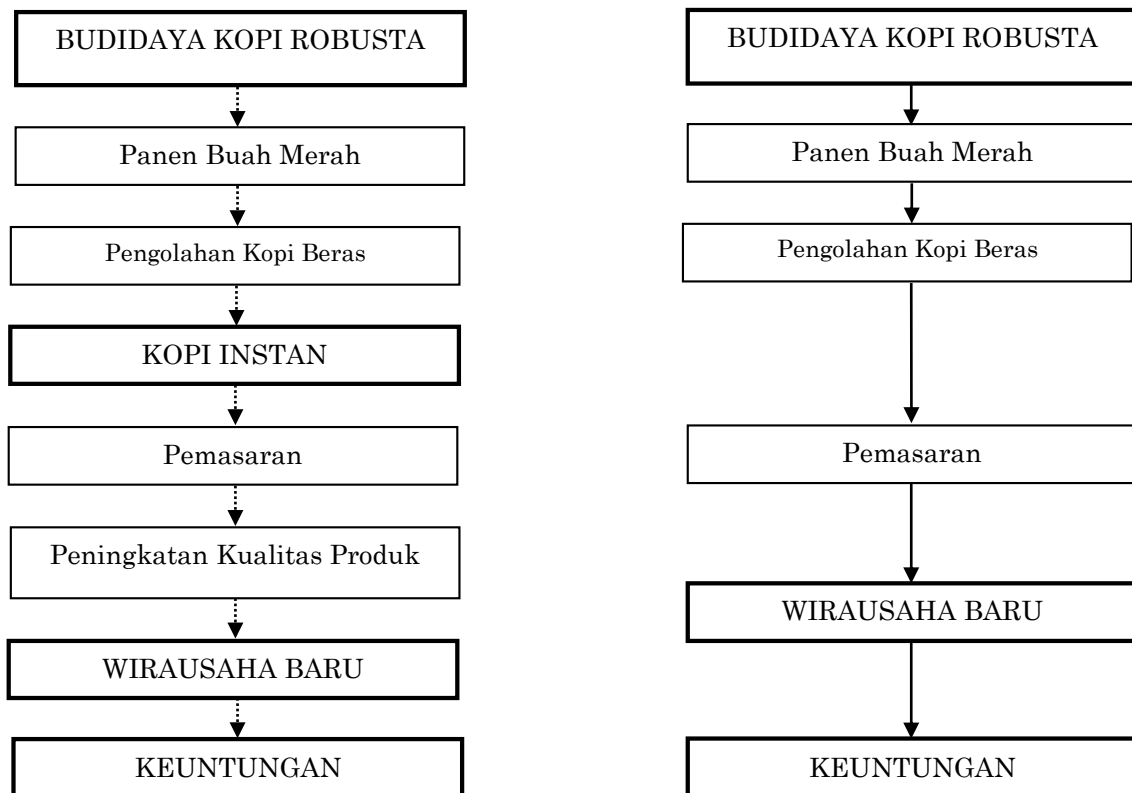 BUDIDAYA KOPI ROBUSTA
Panen Buah Merah
Pengolahan Kopi Beras
KOPI INSTAN
Pemasaran
Peningkatan Kualitas Produk
WIRAUSAHA BARU
KEUNTUNGAN
BUDIDAYA KOPI ROBUSTA
Panen Buah Merah
Pengolahan Kopi Beras
Pemasaran
WIRAUSAHA BARU
KEUNTUNGAN